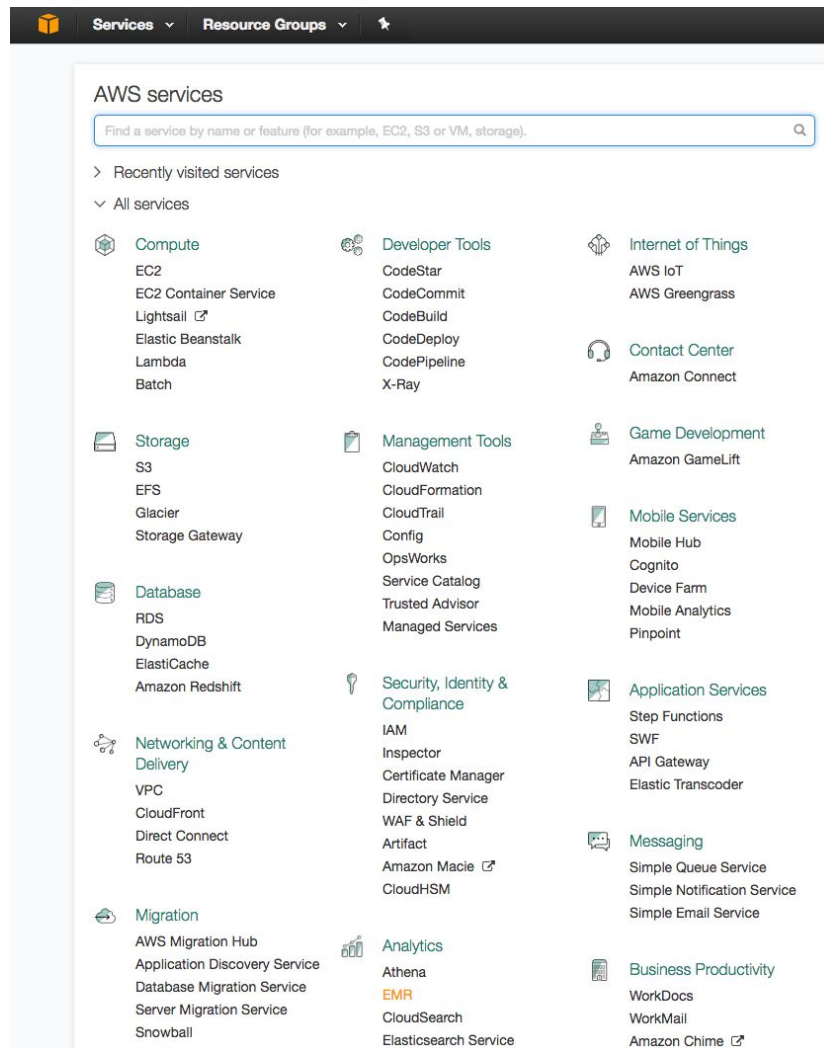 Services
Resource Groups
AWS services
Find a service by name or feature (for example, EC2, S3 or VM, storage).
Recently visited services
All services
Compute
EC2
EC2 Container Service
Lightsail
Elastic Beanstalk
Lambda
Batch
Storage
S3
EFS
Glacier
Storage Gateway
Database
RDS
DynamoDB
ElastiCache
Amazon Redshift
Networking & Content
Delivery
VPC
CloudFront
Direct Connect
Route 53
Migration
AWS Migration Hub
Application Discovery Service
Database Migration Service
Server Migration Service
Snowball
Developer Tools
CodeStar
CodeCommit
CodeBuild
CodeDeploy
CodePipeline
X-Ray
Management Tools
CloudWatch
CloudFormation
CloudTrail
Config
OpsWorks
Service Catalog
Trusted Advisor
Managed Services
Security, Identity &
Compliance
IAM
Inspector
Certificate Manager
Directory Service
WAF & Shield
Artifact
Amazon Macie
CloudHSM
Analytics
Athena
EMR
CloudSearch
Elasticsearch Service
Internet of Things
AWS IoT
AWS Greengrass
Contact Center
Amazon Connect
Game Development
Amazon GameLift
Mobile Services
Mobile Hub
Cognito
Device Farm
Mobile Analytics
Pinpoint
Application Services
Step Functions
SWF
API Gateway
Elastic Transcoder
Messaging
Simple Queue Service
Simple Notification Service
Simple Email Service
Business Productivity
WorkDocs
WorkMail
Amazon Chime